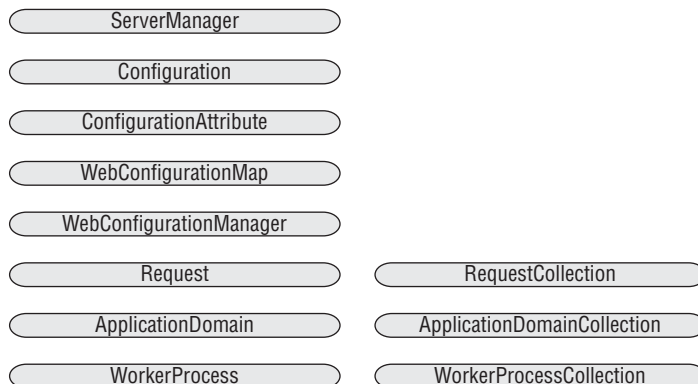 ServerManager
Configuration
ConfigurationAttribute
WebConfigurationMap
WebConfigurationManager
Request
RequestCollection
ApplicationDomain
ApplicationDomainCollection
WorkerProcess
WorkerProcessCollection